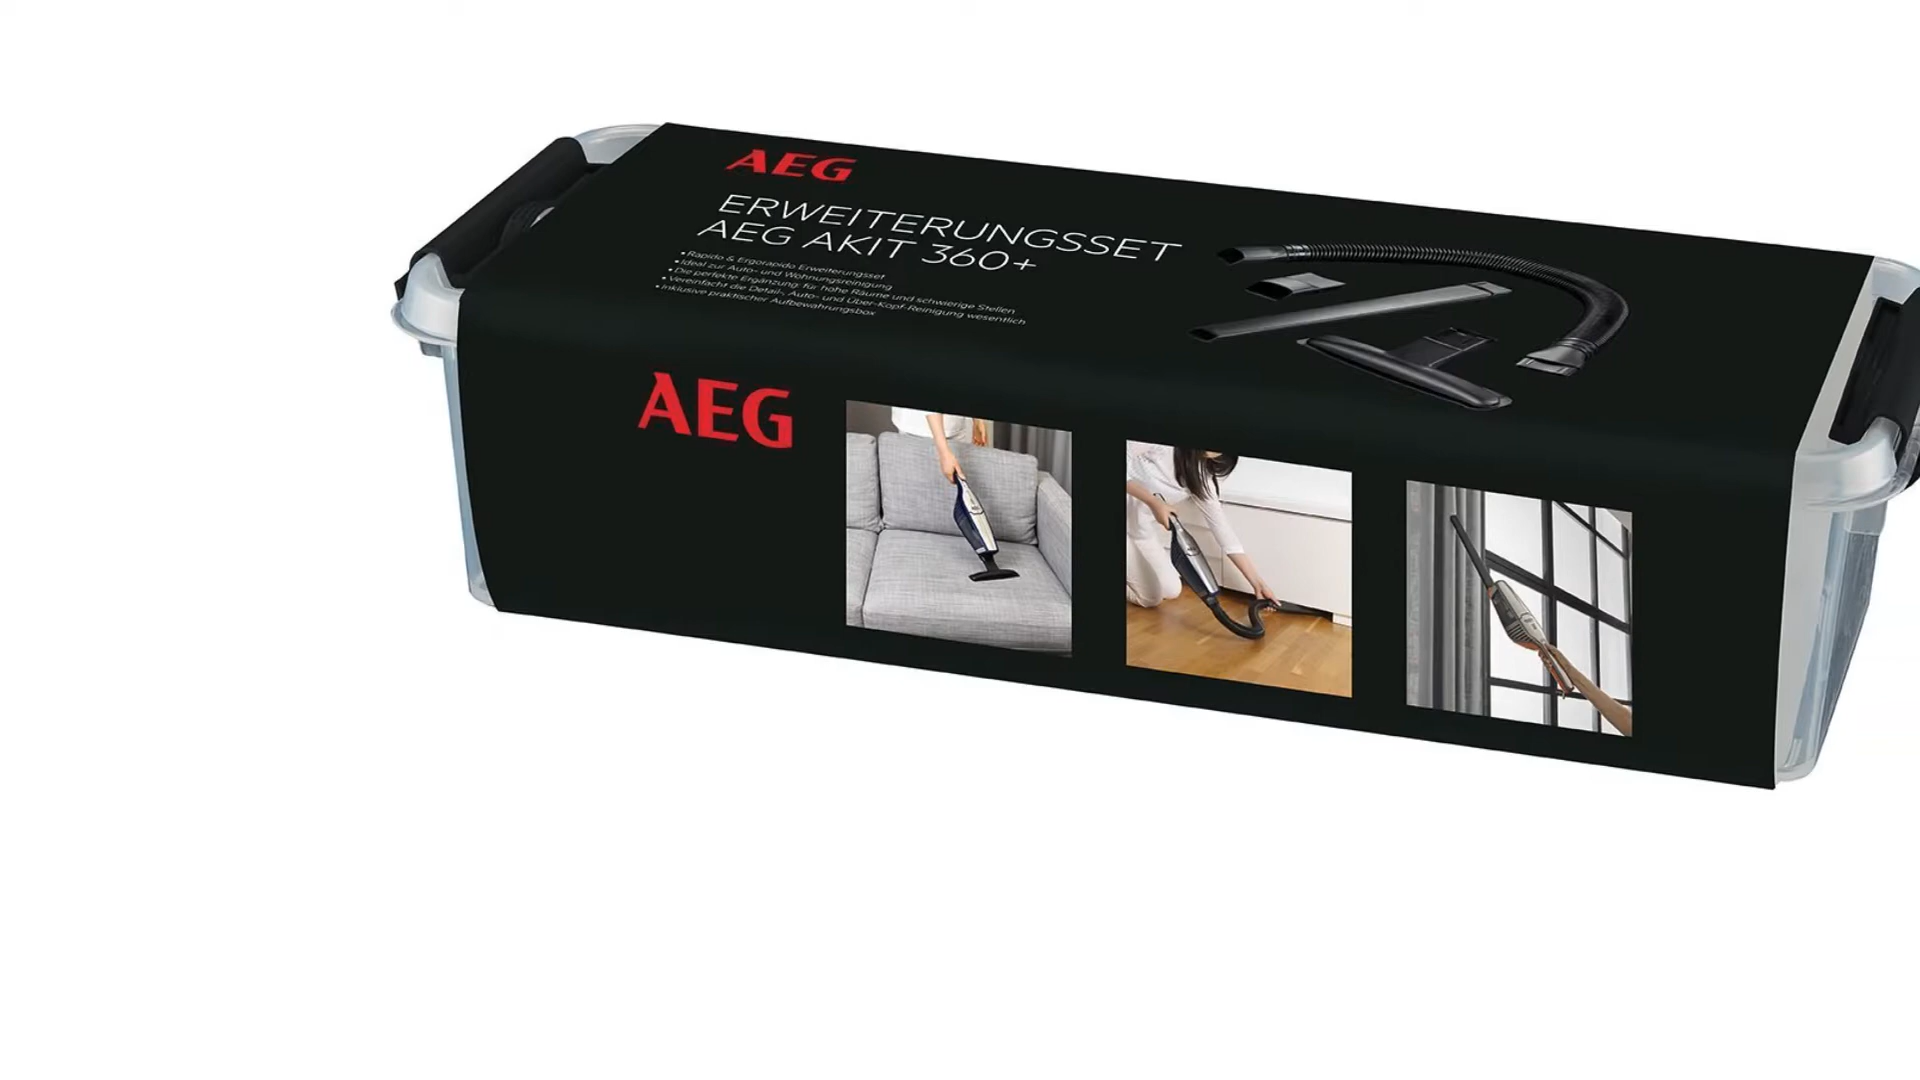 AEG
ERWEITERUNGSSET
AEG AKIT 360+
• Rapido & Ergorapido Erweiterungsset
• Ideal zur Auto- und Wohnungsreinigung
• Die perfekte Ergänzung: für hohe Räume und schwierige Stellen
• Vereinfacht die Detail-, Auto- und Über-Kopf-Reinigung wesentlich
• Inklusive praktischer Aufbewahrungsbox
AEG